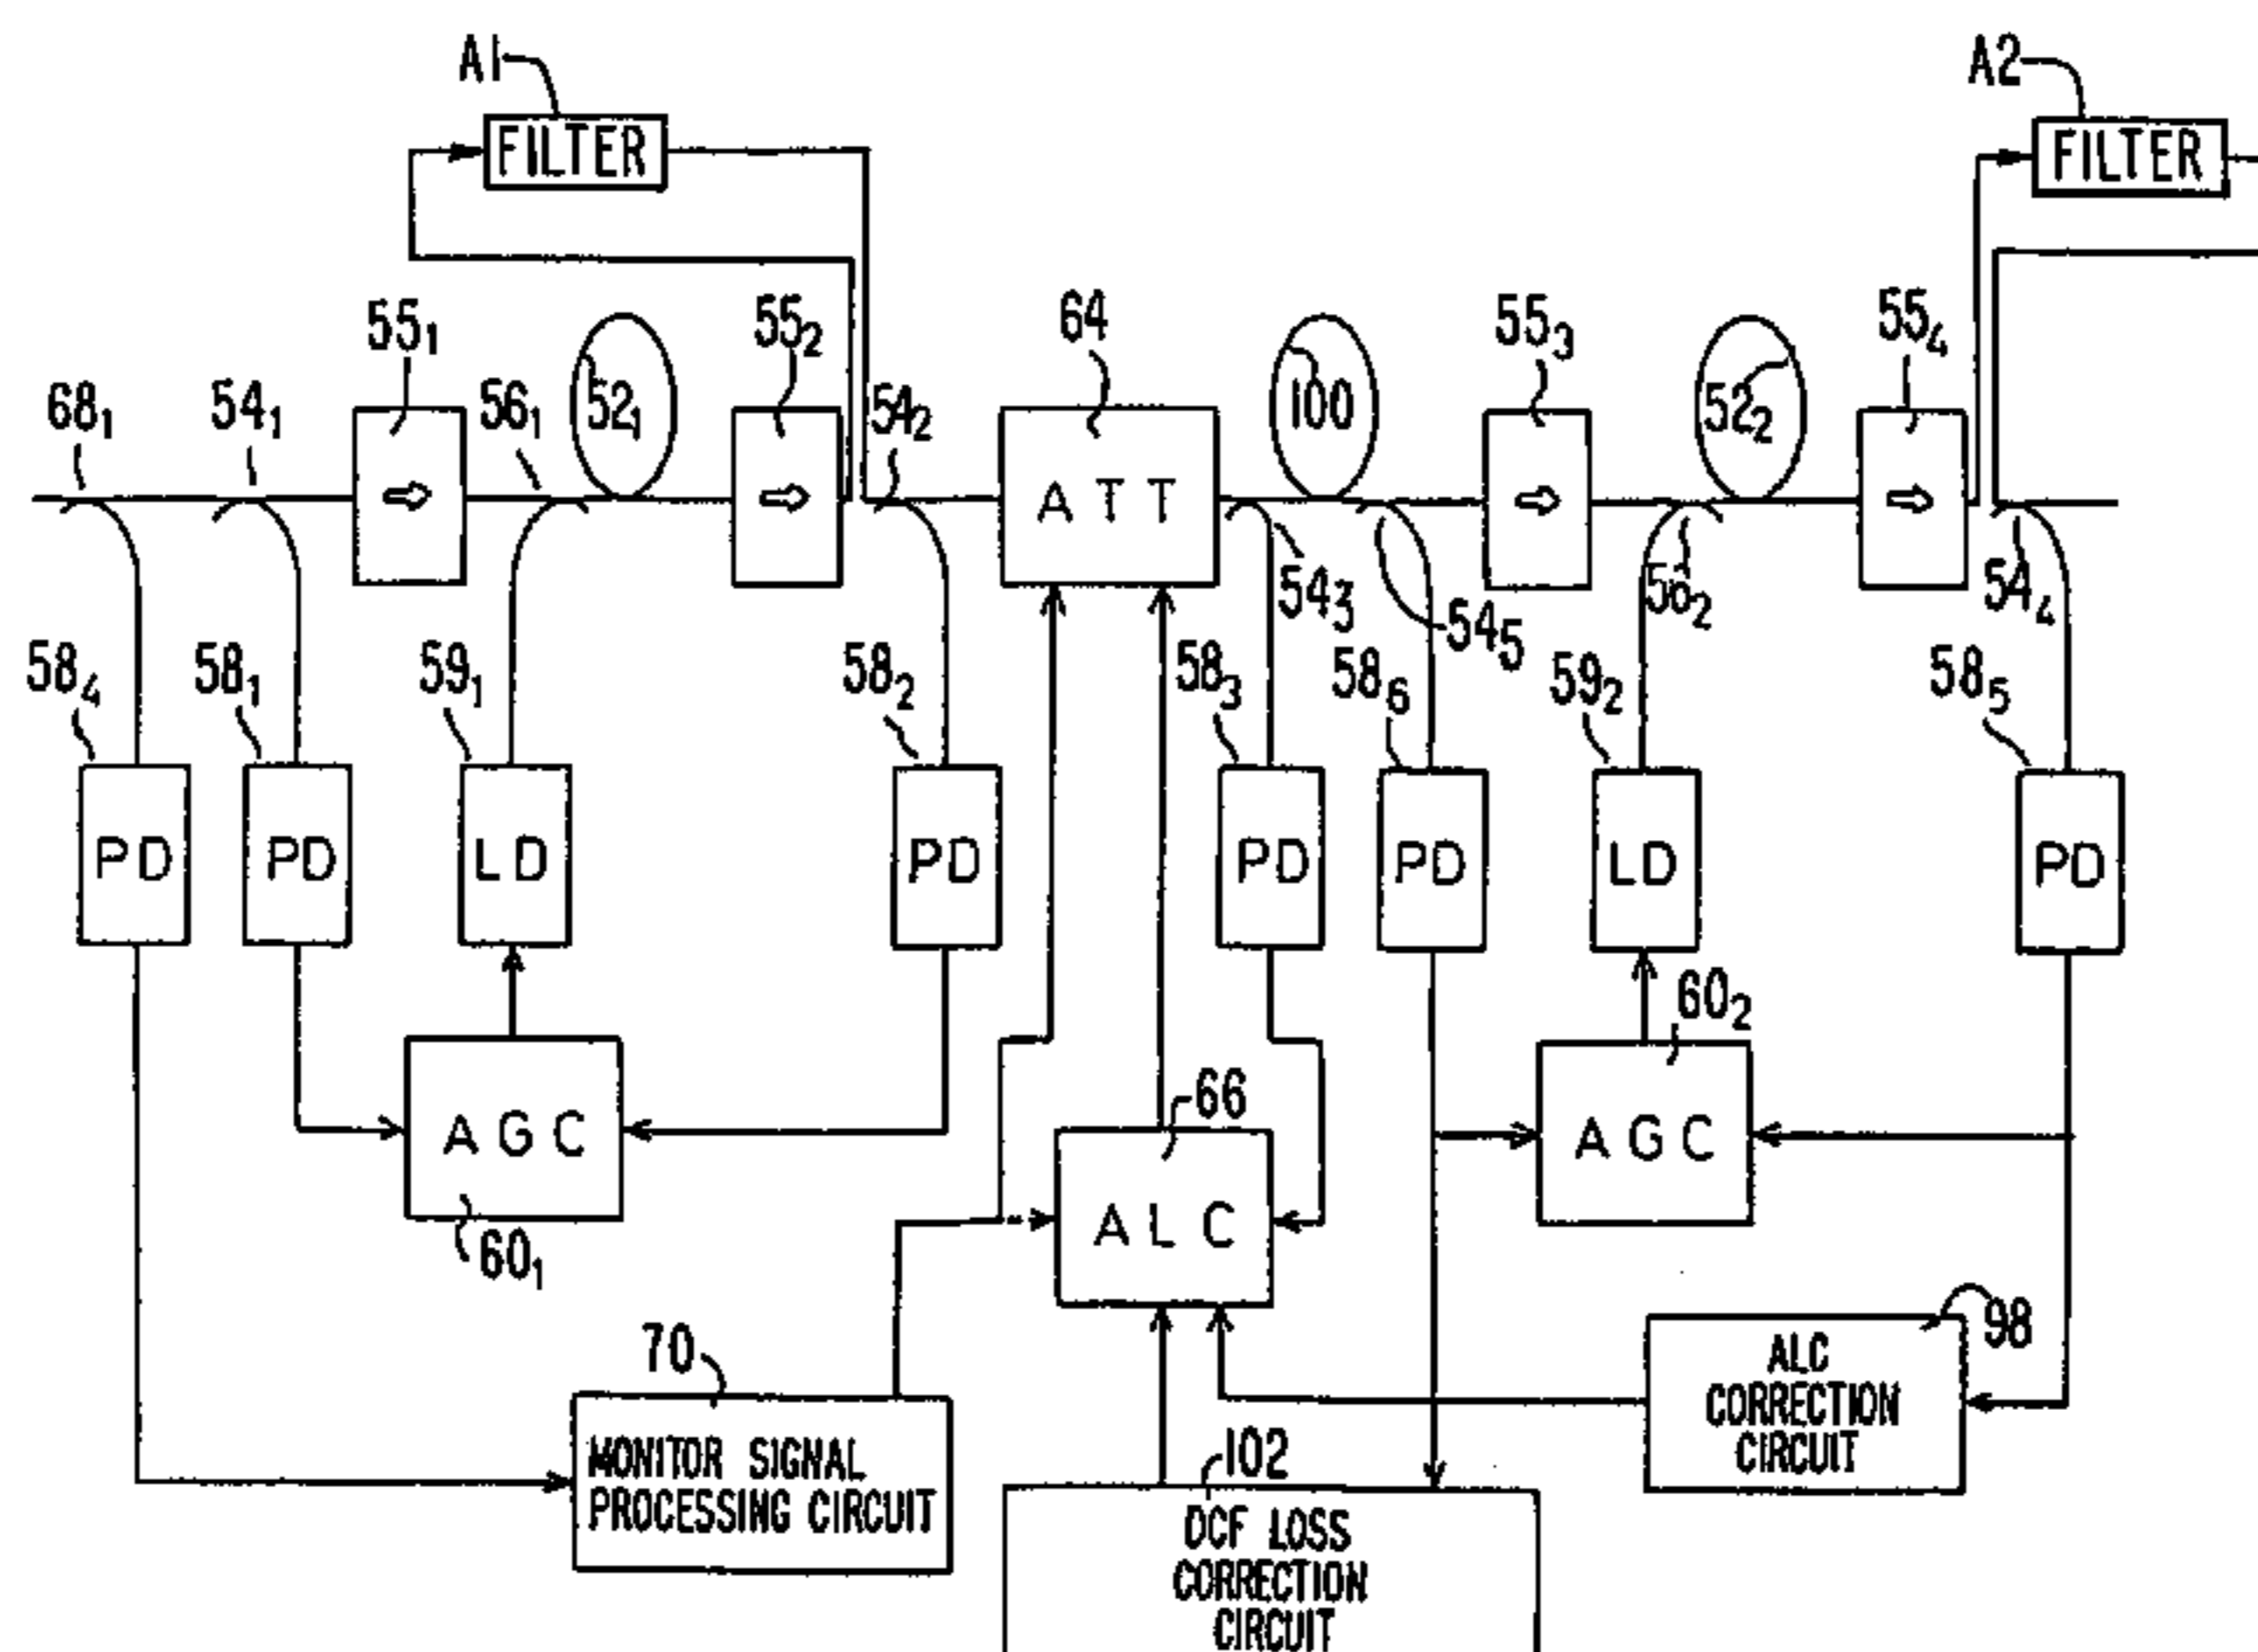 A1
A2
FILTER
FILTER
55₁
55₂
64
55₃
55₄
68₁
54₁
56₁
52₁
54₂
100
52₂
ATT
54₃
54₅
56₂
54₄
58₄
58₁
59₁
58₂
58₃
58₆
59₂
58₅
PD
PD
LD
PD
PD
PD
LD
PD
60₂
66
AGC
AGC
ALC
60₁
98
70
ALC
CORRECTION
CIRCUIT
102
MONITOR SIGNAL
PROCESSING CIRCUIT
DCF LOSS
CORRECTION
CIRCUIT